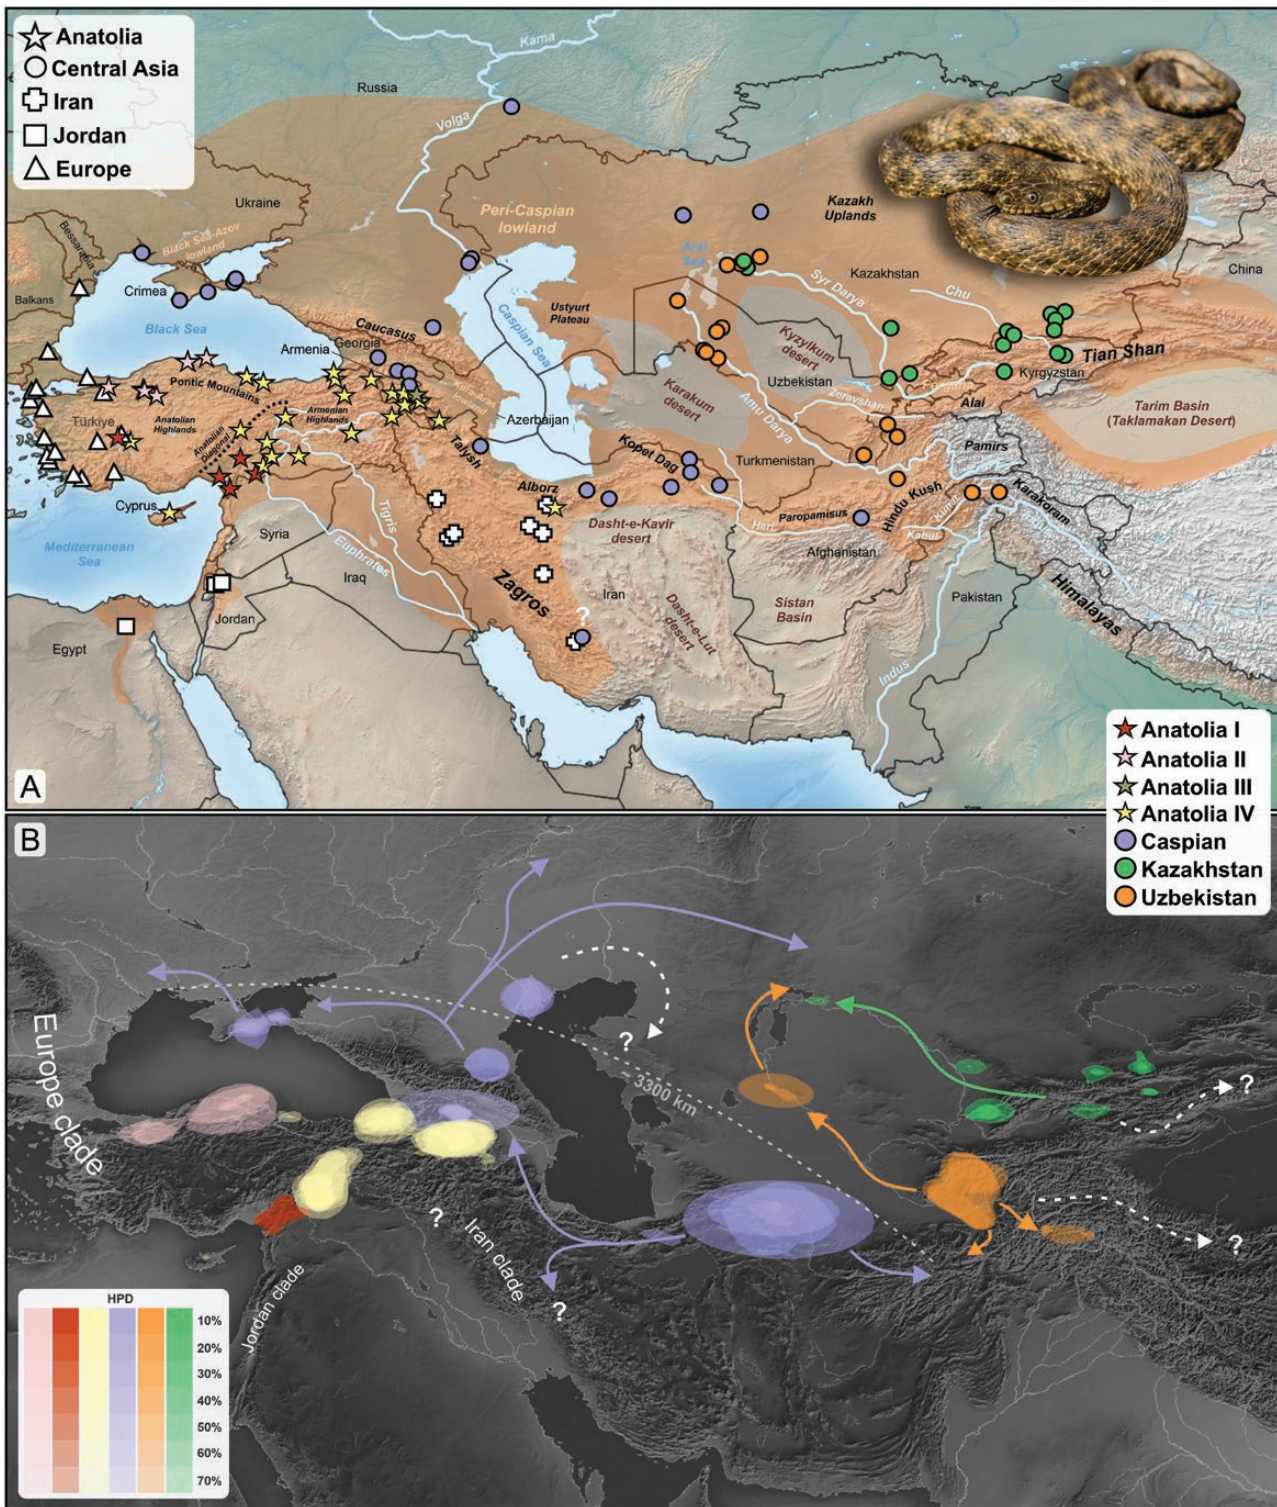 Anatolia
Central Asia
Iran
Jordan
Europe
Kama
Russia
Volga
Ukraine
Bessarabia
Black Sea-Azov
lowland
Peri-Caspian
lowland
Kazakh
Uplands
Aral
Sea
Kazakhstan
China
Balkans
Crimea
Syr Darya
Chu
Ustyurt
Plateau
Black Sea
Caucasus
Caspian Sea
Kyzylkum
desert
Armenia
Georgia
Tian Shan
Pontic Mountains
Uzbekistan
Kyrgyzstan
Karakum
desert
Zeravshan
Alai
Türkiye
Anatolian
Highlands
Armenian
Highlands
lowland
Azerbaijan
Amu Darya
Tarim Basin
(Taklamakan Desert)
Anatolian
Diagonal
Talysh
Kopet Dag
Turkmenistan
Pamirs
Cyprus
Tigris
Alborz
Hindu Kush
Karakoram
Mediterranean
Sea
Syria
Euphrates
Dasht-e-Kavir
desert
Hari
Paropamisus
Kabul
Kunar
Afghanistan
Iraq
Zagros
Iran
Himalayas
Jordan
?
Dasht-e-Lut
desert
Sistan
Basin
Pakistan
Egypt
Indus
A
Anatolia I
Anatolia II
Anatolia III
Anatolia IV
Caspian
Kazakhstan
Uzbekistan
B
Europe clade
?
~ 3300 km
?
?
?
Iran clade
?
Jordan clade
HPD
10%
20%
30%
40%
50%
60%
70%